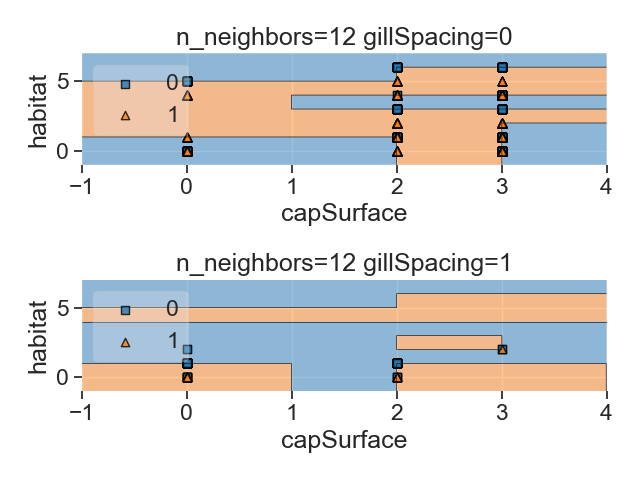 n_neighbors=12 gillSpacing=0
habitat
5
0
0
1
−1 0 1 2 3 4
capSurface
n_neighbors=12 gillSpacing=1
habitat
5
0
0
1
−1 0 1 2 3 4
capSurface